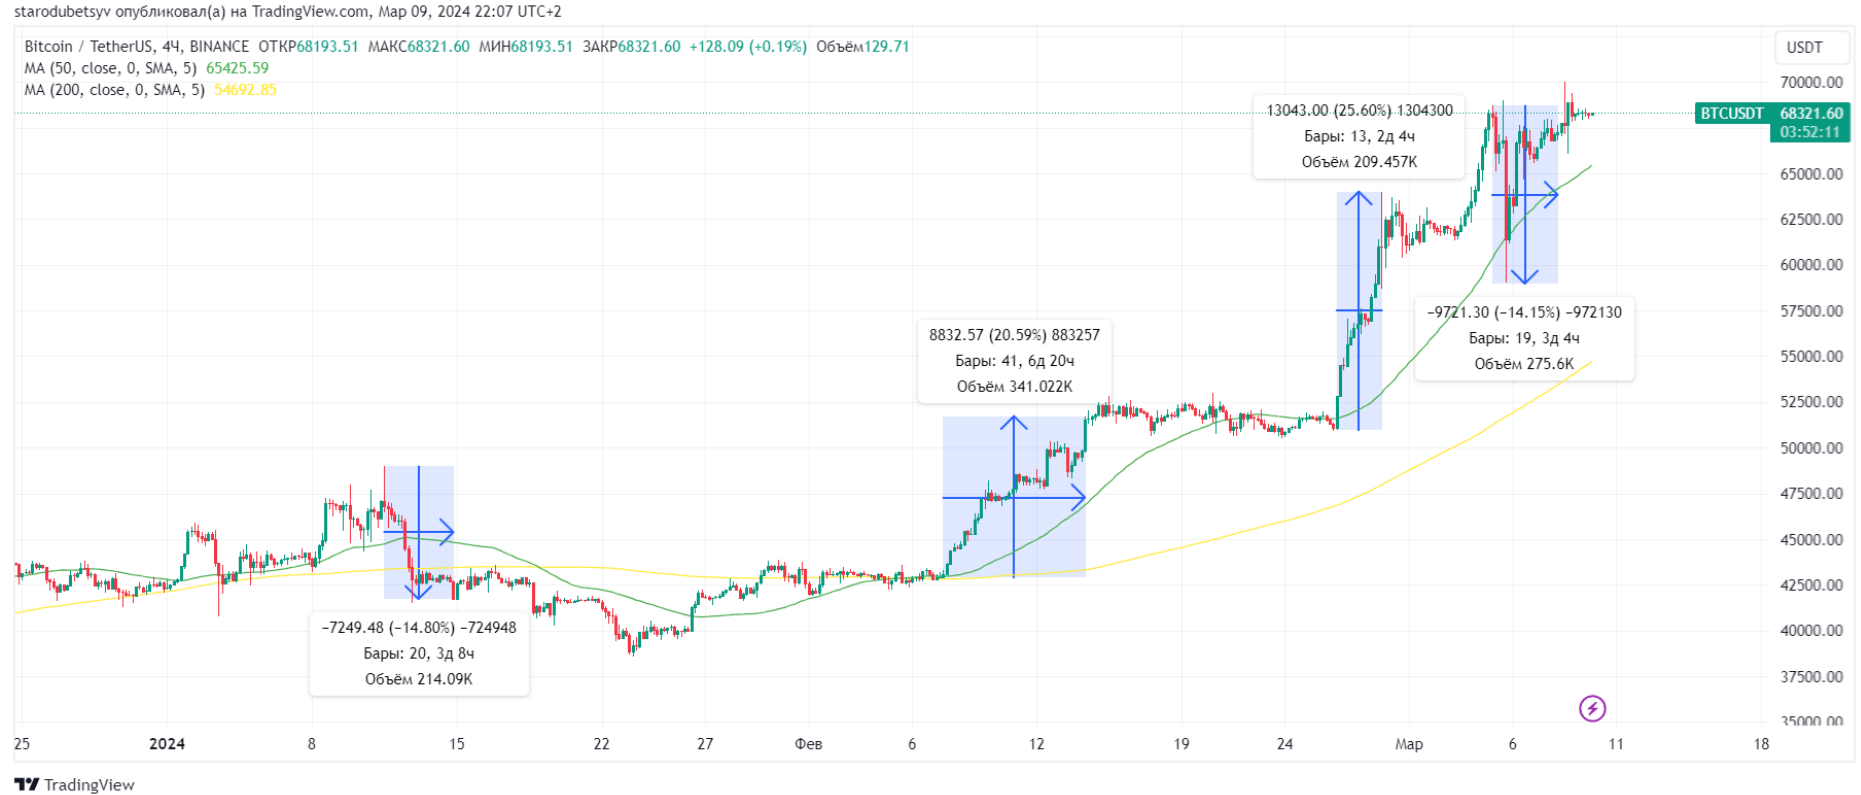 starodubetsyv опубликовал(а) на TradingView.com, Мар 09, 2024 22:07 UTC+2
Bitcoin / TetherUS, 4Ч, BINANCE ОТКР68193.51 МАКС68321.60 МИН68193.51 ЗАКР68321.60 +128.09 (+0.19%) Объём129.71
MA (50, close, 0, SMA, 5) 65425.59
MA (200, close, 0, SMA, 5) 54692.85
USDT
70000.00
BTCUSDT 68321.60
03:52:11
65000.00
62500.00
60000.00
57500.00
55000.00
52500.00
50000.00
47500.00
45000.00
42500.00
40000.00
37500.00
35000.00
13043.00 (25.60%) 1304300
Бары: 13, 2д 4ч
Объём 209.457K
−9721.30 (−14.15%) −972130
Бары: 19, 3д 4ч
Объём 275.6K
8832.57 (20.59%) 883257
Бары: 41, 6д 20ч
Объём 341.022K
−7249.48 (−14.80%) −724948
Бары: 20, 3д 8ч
Объём 214.09K
25 2024 8 15 22 27 Фев 6 12 19 24 Мар 6 11 18
TradingView